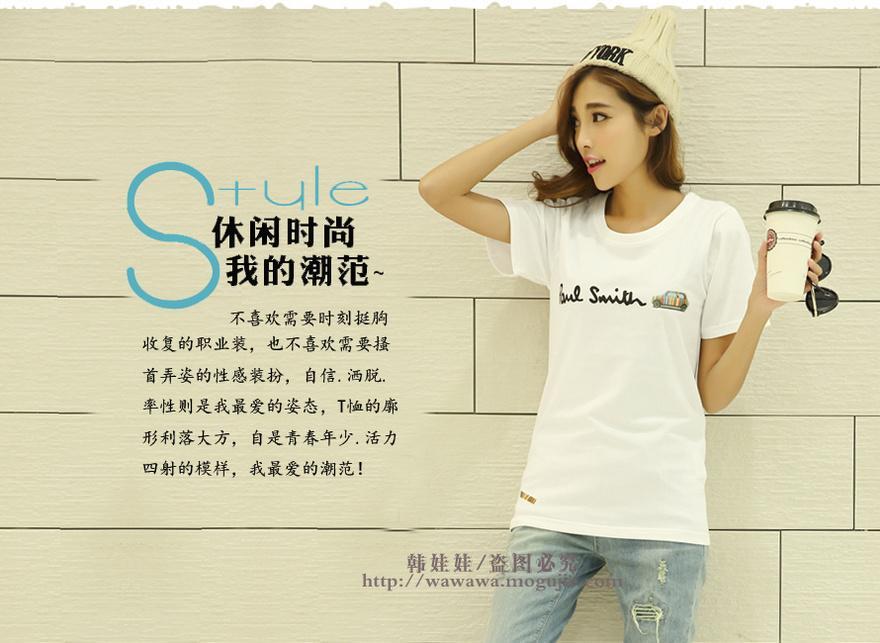 Style
休闲时尚
我的潮范~
不喜欢需要时刻挺胸
收复的职业装，也不喜欢需要搔
首弄姿的性感装扮，自信.洒脱.
率性则是我最爱的姿态，T恤的廓
形利落大方，自是青春年少.活力
四射的模样，我最爱的潮范！
YORK
Paul Smith
韩娃娃/盗图必究
http://wawawa.mogujie.com